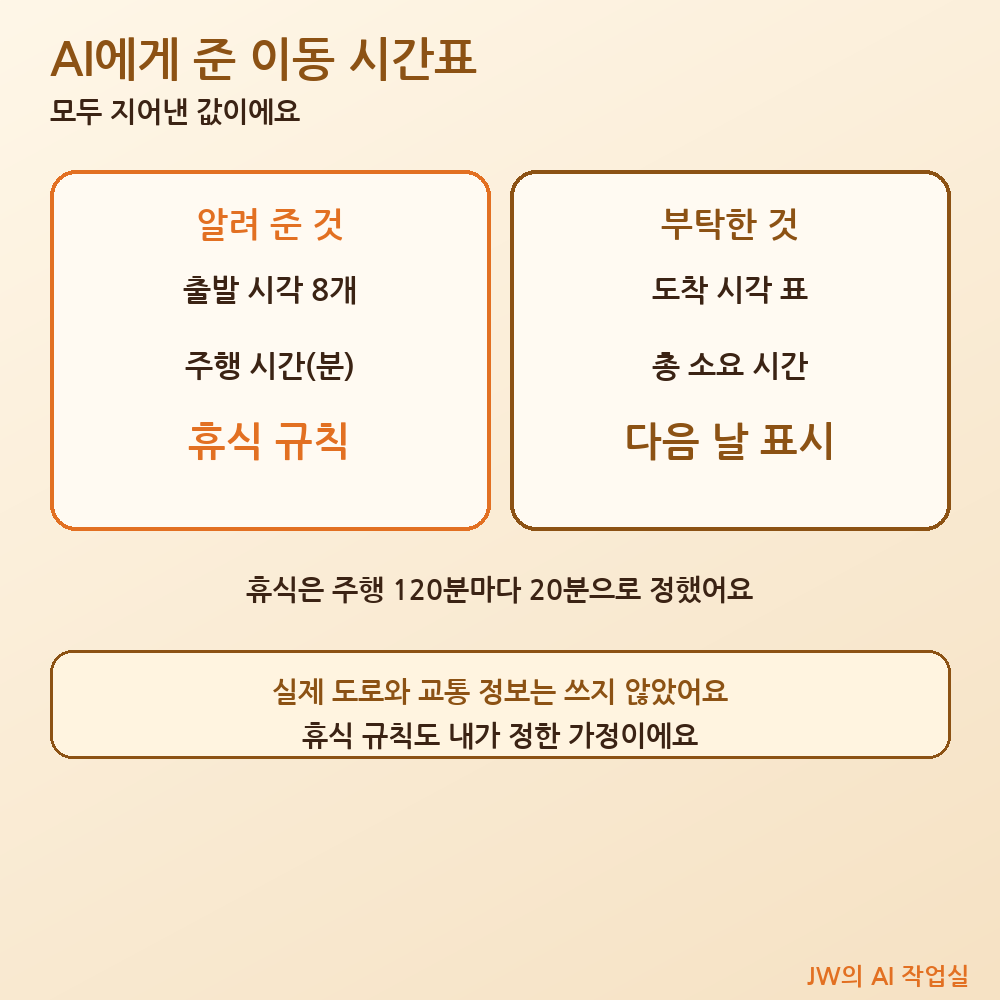 AI에게 준 이동 시간표
모두 지어낸 값이에요
알려 준 것
출발 시각 8개
주행 시간(분)
휴식 규칙
부탁한 것
도착 시각 표
총 소요 시간
다음 날 표시
휴식은 주행 120분마다 20분으로 정했어요
실제 도로와 교통 정보는 쓰지 않았어요
휴식 규칙도 내가 정한 가정이에요
JW의 AI 작업실